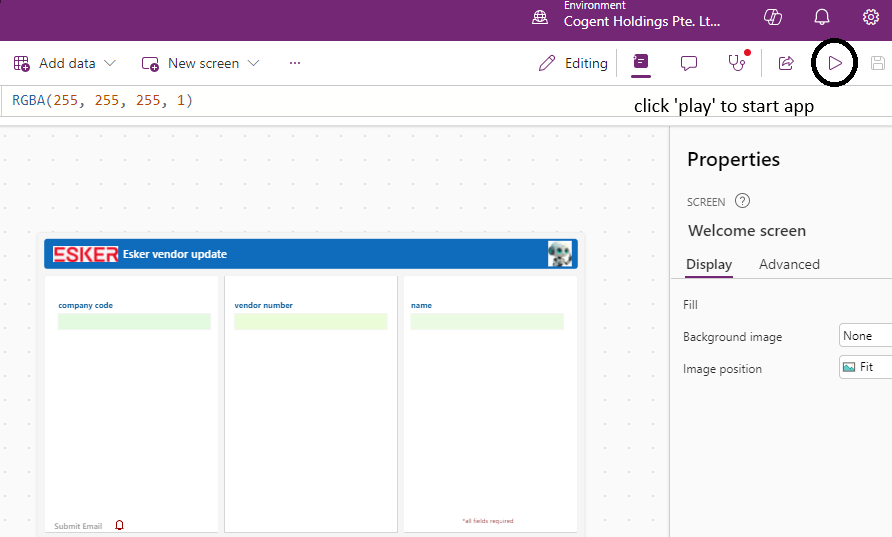 Environment
Cogent Holdings Pte. Lt...
Add data
New screen
...
Editing
RGBA(255, 255, 255, 1)
click 'play' to start app
Properties
SCREEN ?
Welcome screen
Display Advanced
Fill
Background image None
Image position Fit
ESKER Esker vendor update
company code
vendor number
name
Submit Email
*all fields required